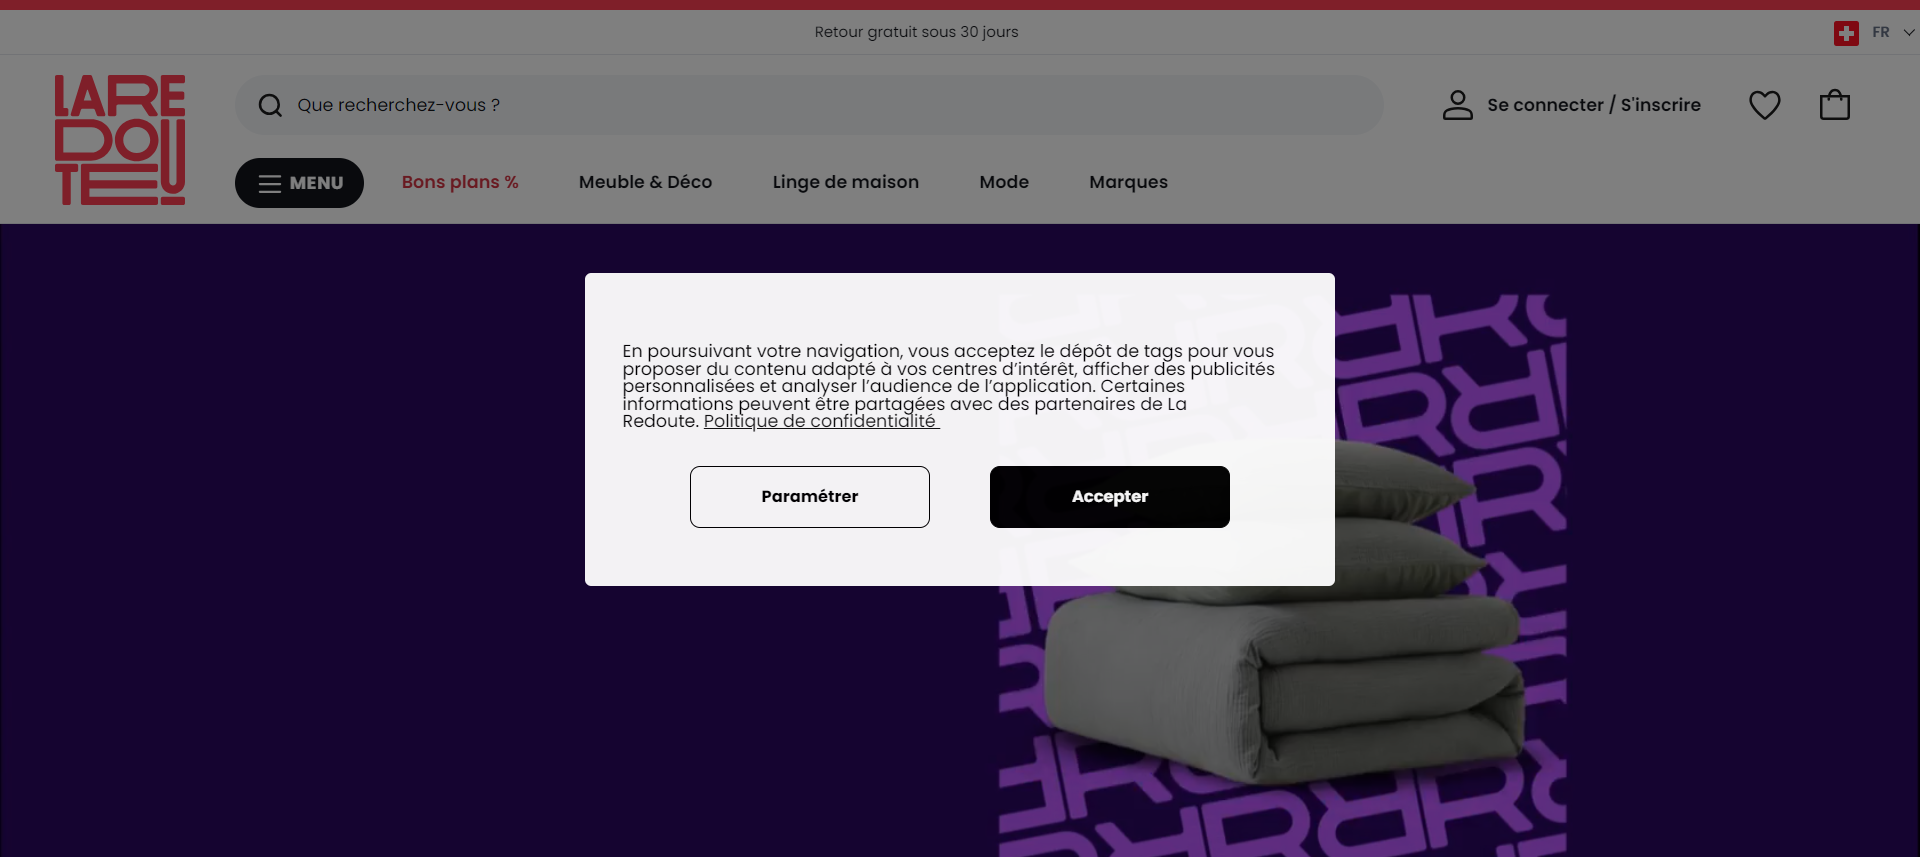 Retour gratuit sous 30 jours
FR
LA REDOUTE
Que recherchez-vous ?
Se connecter / S'inscrire
MENU
Bons plans %
Meuble & Déco
Linge de maison
Mode
Marques
En poursuivant votre navigation, vous acceptez le dépôt de tags pour vous
proposer du contenu adapté à vos centres d’intérêt, afficher des publicités
personnalisées et analyser l’audience de l’application. Certaines
informations peuvent être partagées avec des partenaires de La
Redoute. Politique de confidentialité
Paramétrer
Accepter